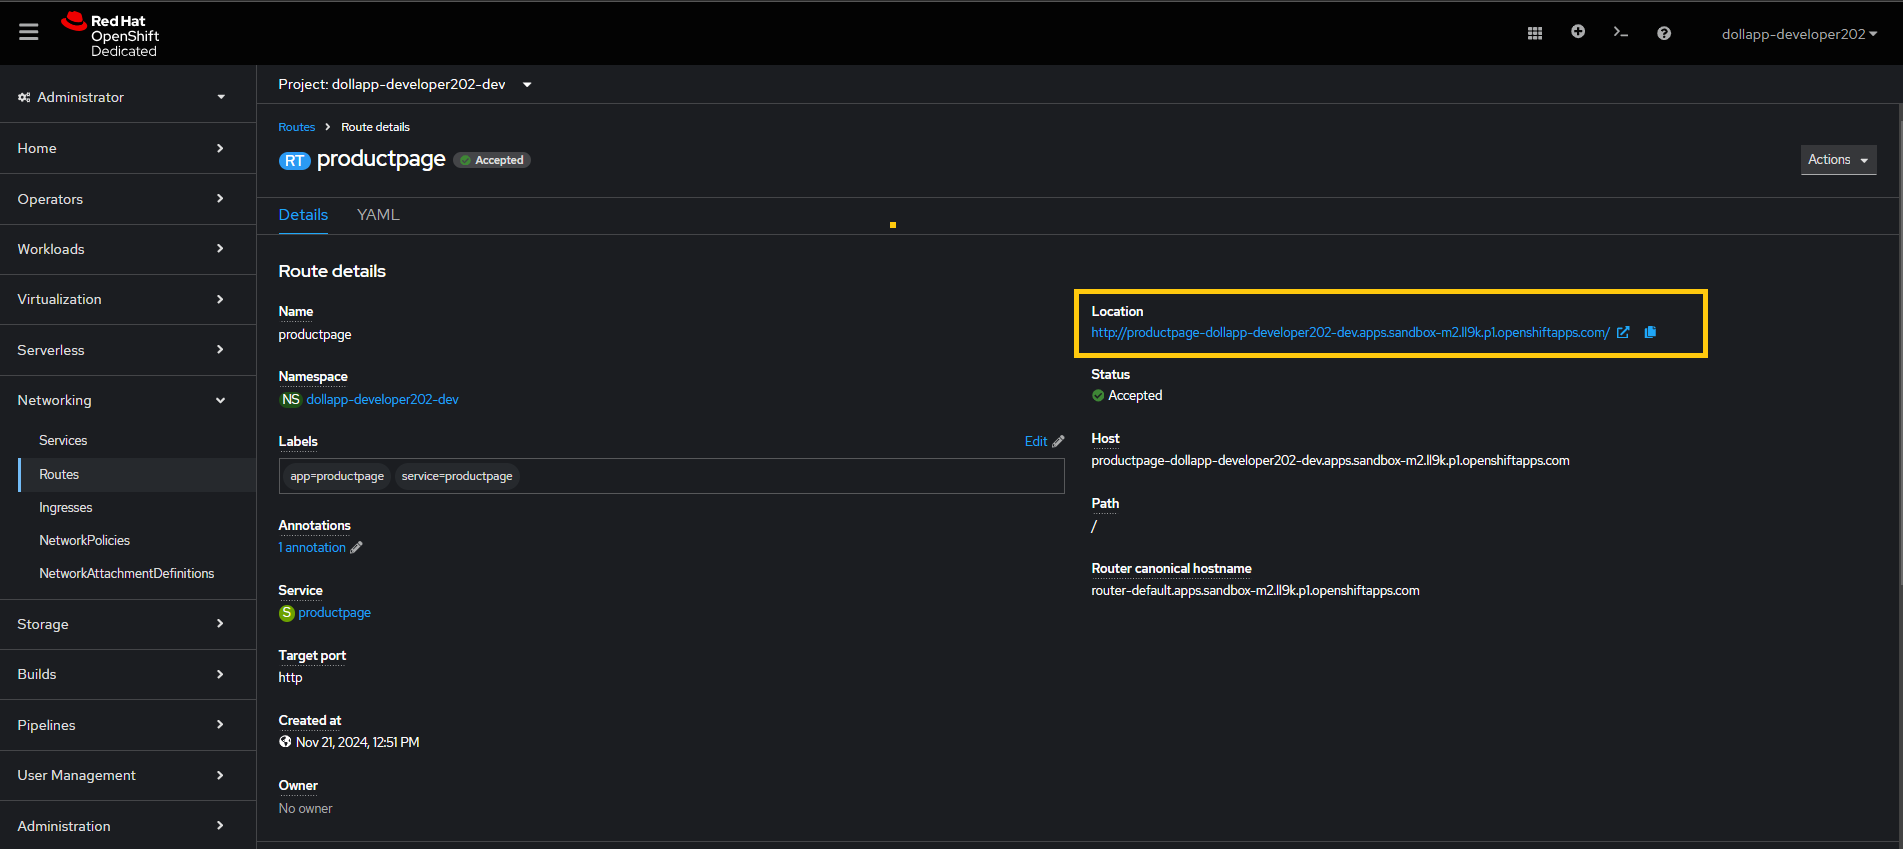 Red Hat
OpenShift
Dedicated
dollapp-developer202
Administrator
Home
Operators
Workloads
Virtualization
Serverless
Networking
Services
Routes
Ingresses
NetworkPolicies
NetworkAttachmentDefinitions
Storage
Builds
Pipelines
User Management
Administration
Project: dollapp-developer202-dev
Routes > Route details
RT productpage Accepted
Actions
Details YAML
Route details
Name
productpage
Namespace
NS dollapp-developer202-dev
Labels Edit
app=productpage service=productpage
Annotations
1 annotation
Service
S productpage
Target port
http
Created at
Nov 21, 2024, 12:51 PM
Owner
No owner
Location
http://productpage-dollapp-developer202-dev.apps.sandbox-m2.ll9k.p1.openshiftapps.com/
Status
Accepted
Host
productpage-dollapp-developer202-dev.apps.sandbox-m2.ll9k.p1.openshiftapps.com
Path
/
Router canonical hostname
router-default.apps.sandbox-m2.ll9k.p1.openshiftapps.com